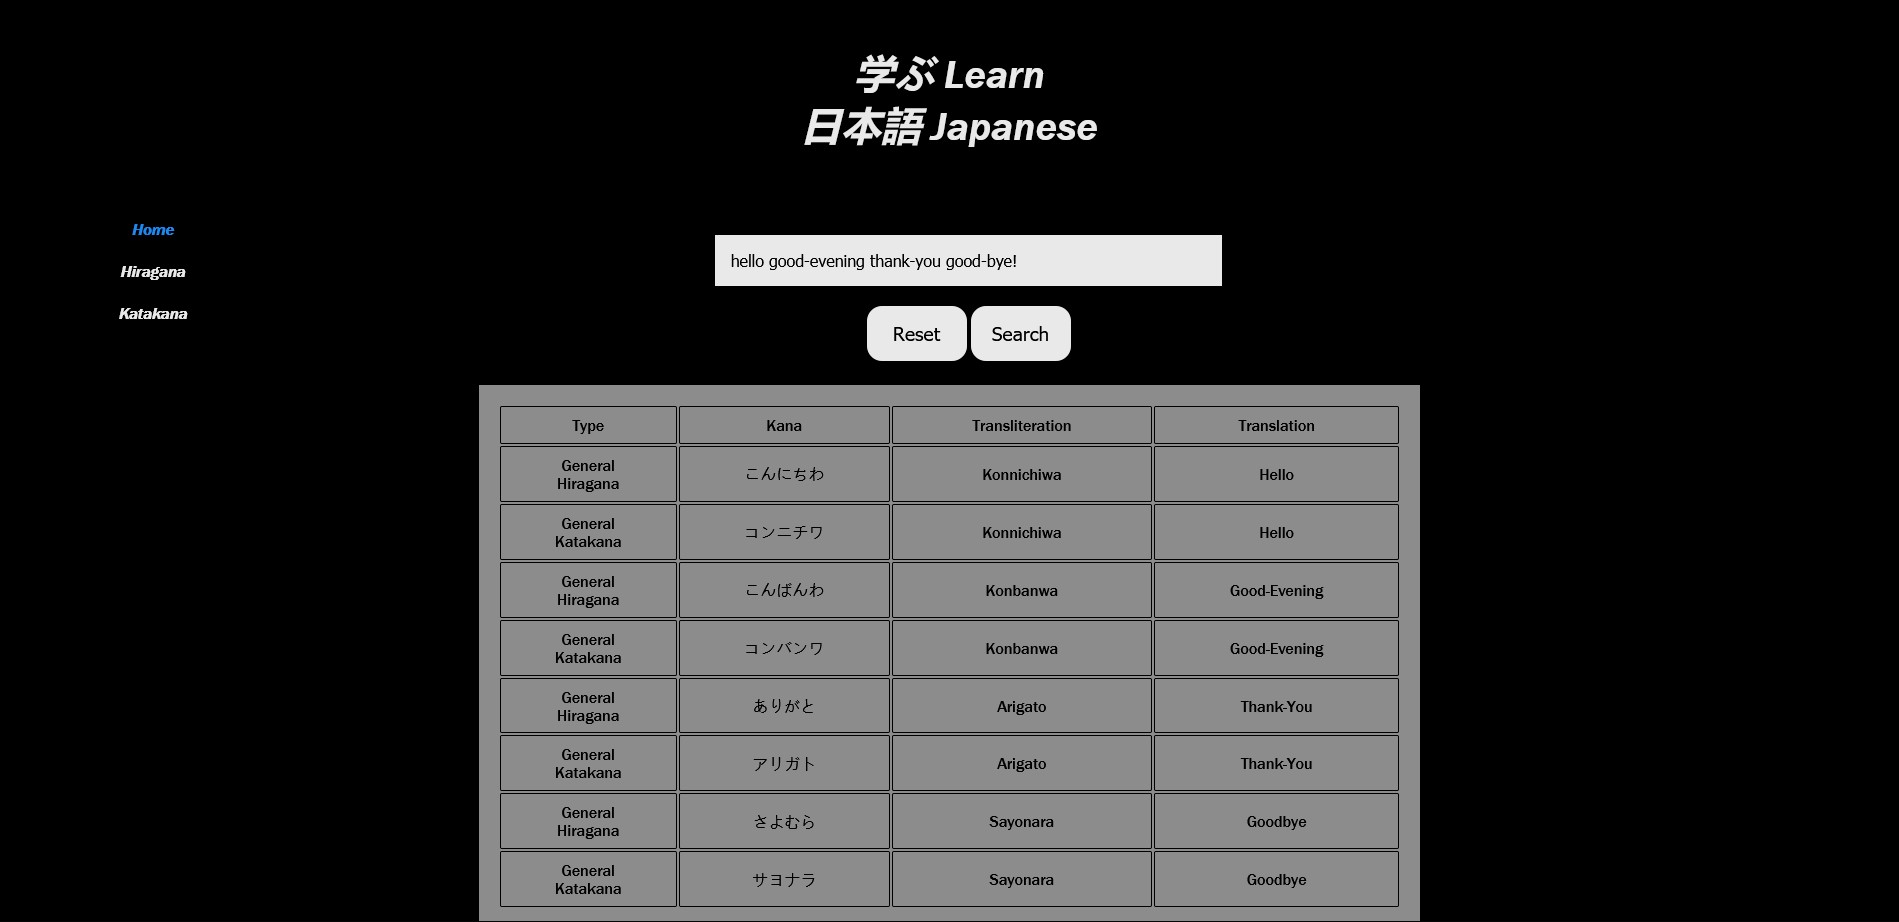 学ぶ Learn
日本語 Japanese
Home
Hiragana
Katakana
hello good-evening thank-you good-bye!
Reset Search
Type Kana Transliteration Translation
General Hiragana こんにちわ Konnichiwa Hello
General Katakana コンニチワ Konnichiwa Hello
General Hiragana こんばんわ Konbanwa Good-Evening
General Katakana コンバンワ Konbanwa Good-Evening
General Hiragana ありがと Arigato Thank-You
General Katakana アリガト Arigato Thank-You
General Hiragana さよむら Sayonara Goodbye
General Katakana サヨナラ Sayonara Goodbye